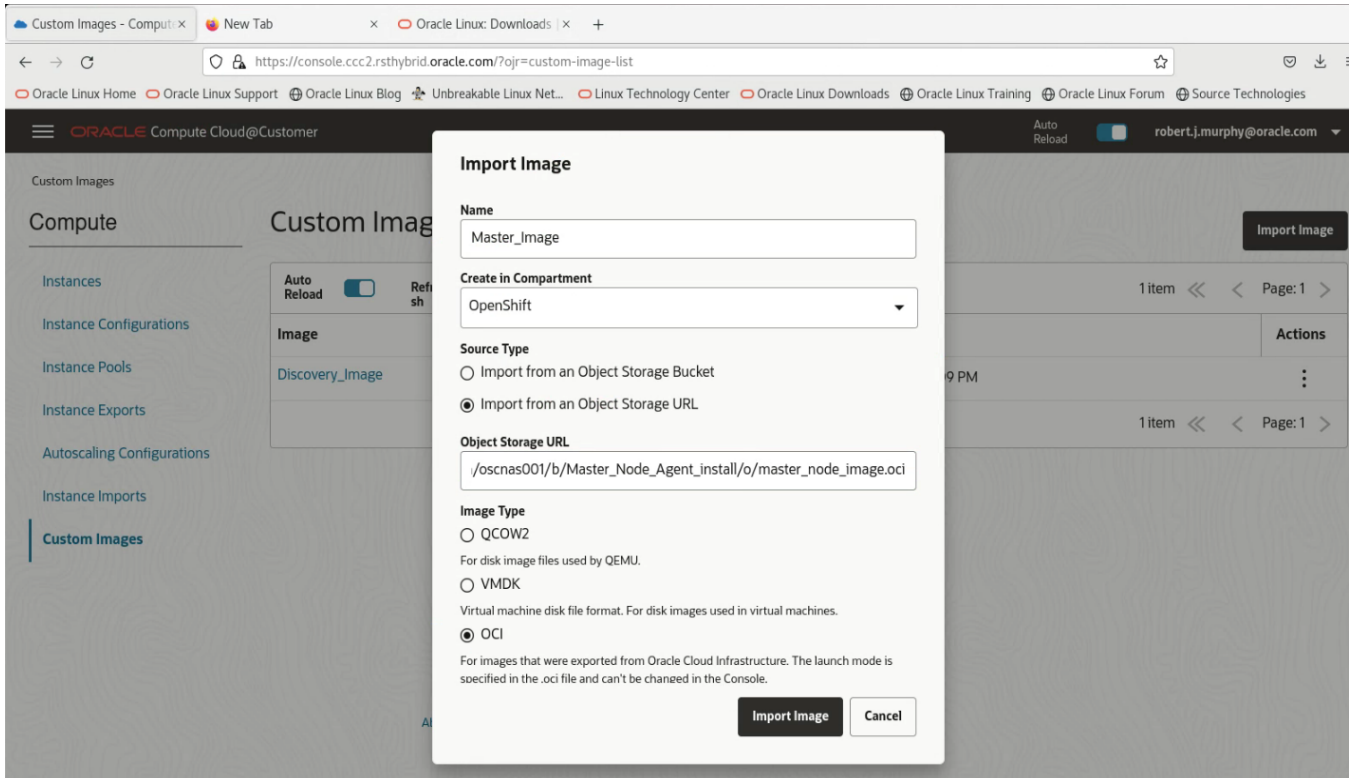 Custom Images - Comput
New Tab
Oracle Linux: Downloads
https://console.ccc2.rsthybrid.oracle.com/?ojr=custom-image-list
Oracle Linux Home Oracle Linux Support Oracle Linux Blog Unbreakable Linux Net... Linux Technology Center Oracle Linux Downloads Oracle Linux Training Oracle Linux Forum Source Technologies
ORACLE Compute Cloud@Customer
Auto
Reload
robert.j.murphy@oracle.com
Custom Images
Compute
Instances
Instance Configurations
Instance Pools
Instance Exports
Autoscaling Configurations
Instance Imports
Custom Images
Custom Imag
Import Image
Auto
Reload
Refr
sh
1 item
Page: 1
Image
Actions
Discovery_Image
9 PM
1 item
Page: 1
Import Image
Name
Master_Image
Create in Compartment
OpenShift
Source Type
Import from an Object Storage Bucket
Import from an Object Storage URL
Object Storage URL
/oscnas001/b/Master_Node_Agent_install/o/master_node_image.oci
Image Type
QCOW2
For disk image files used by QEMU.
VMDK
Virtual machine disk file format. For disk images used in virtual machines.
OCI
For images that were exported from Oracle Cloud Infrastructure. The launch mode is
specified in the .oci file and can't be changed in the Console.
Import Image
Cancel